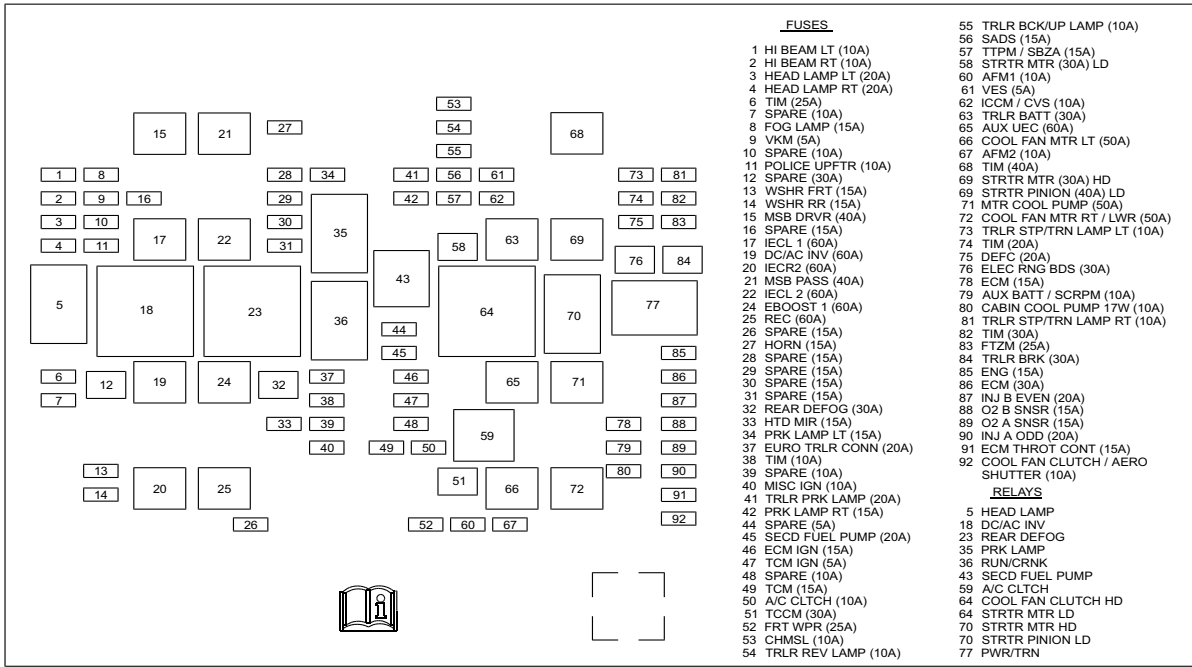 FUSES
1 HI BEAM LT (10A)
2 HI BEAM RT (10A)
3 HEAD LAMP LT (20A)
4 HEAD LAMP RT (20A)
6 TIM (25A)
7 SPARE (10A)
8 FOG LAMP (15A)
9 VKM (5A)
10 SPARE (10A)
11 POLICE UPFTR (10A)
12 SPARE (30A)
13 WSHR FRT (15A)
14 WSHR RR (15A)
15 MSB DRVR (40A)
16 SPARE (15A)
17 IECL 1 (60A)
19 DC/AC INV (60A)
20 IECR2 (60A)
21 MSB PASS (40A)
22 IECL 2 (60A)
24 EBOOST 1 (60A)
25 REC (60A)
26 SPARE (15A)
27 HORN (15A)
28 SPARE (15A)
29 SPARE (15A)
30 SPARE (15A)
31 SPARE (15A)
32 REAR DEFOG (30A)
33 HTD MIR (15A)
34 PRK LAMP LT (15A)
37 EURO TRLR CONN (20A)
38 TIM (10A)
39 SPARE (10A)
40 MISC IGN (10A)
41 TRLR PRK LAMP (20A)
42 PRK LAMP RT (15A)
44 SPARE (5A)
45 SECD FUEL PUMP (20A)
46 ECM IGN (15A)
47 TCM IGN (5A)
48 SPARE (10A)
49 TCM (15A)
50 A/C CLTCH (10A)
51 TCCM (30A)
52 FRT WPR (25A)
53 CHMSL (10A)
54 TRLR REV LAMP (10A)
55 TRLR BCK/UP LAMP (10A)
56 SADS (15A)
57 TTPM / SBZA (15A)
58 STRTR MTR (30A) LD
60 AFM1 (10A)
61 VES (5A)
62 ICCM / CVS (10A)
63 TRLR BATT (30A)
65 AUX UEC (60A)
66 COOL FAN MTR LT (50A)
67 AFM2 (10A)
68 TIM (40A)
69 STRTR MTR (30A) HD
69 STRTR PINION (40A) LD
71 MTR COOL PUMP (50A)
72 COOL FAN MTR RT / LWR (50A)
73 TRLR STP/TRN LAMP LT (10A)
74 TIM (20A)
75 DEFC (20A)
76 ELEC RNG BDS (30A)
78 ECM (15A)
79 AUX BATT / SCRPM (10A)
80 CABIN COOL PUMP 17W (10A)
81 TRLR STP/TRN LAMP RT (10A)
82 TIM (30A)
83 FTZM (25A)
84 TRLR BRK (30A)
85 ENG (15A)
86 ECM (30A)
87 INJ B EVEN (20A)
88 O2 B SNSR (15A)
89 O2 A SNSR (15A)
90 INJ A ODD (20A)
91 ECM THROT CONT (15A)
92 COOL FAN CLUTCH / AERO
SHUTTER (10A)
RELAYS
5 HEAD LAMP
18 DC/AC INV
23 REAR DEFOG
35 PRK LAMP
36 RUN/CRNK
43 SECD FUEL PUMP
59 A/C CLTCH
64 COOL FAN CLUTCH HD
64 STRTR MTR LD
70 STRTR MTR HD
70 STRTR PINION LD
77 PWR/TRN
53
15 21 27 54 68
55
1 8 28 34 41 56 61 73 81
2 9 16 29 42 57 62 74 82
3 10 30 75 83
35
4 11 17 22 31 58 63 69
76 84
43
5 18 23 36 64 70 77
44
45 85
6 12 19 24 32 37 46 65 71 86
7 38 47 87
33 39 48 78 88
59
40 49 50 79 89
13 80 90
51
14 20 25 66 72 91
26 52 60 67 92
i